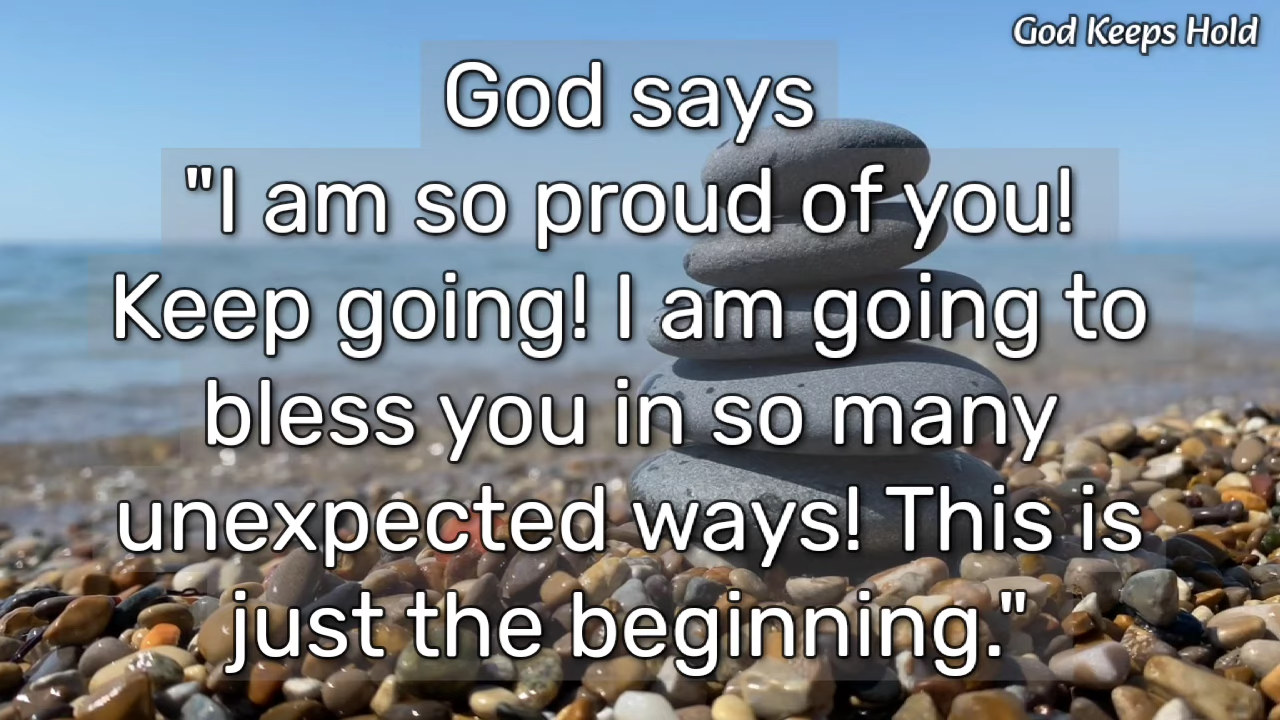 God Keeps Hold
God says
"I am so proud of you!
Keep going! I am going to
bless you in so many
unexpected ways! This is
just the beginning."